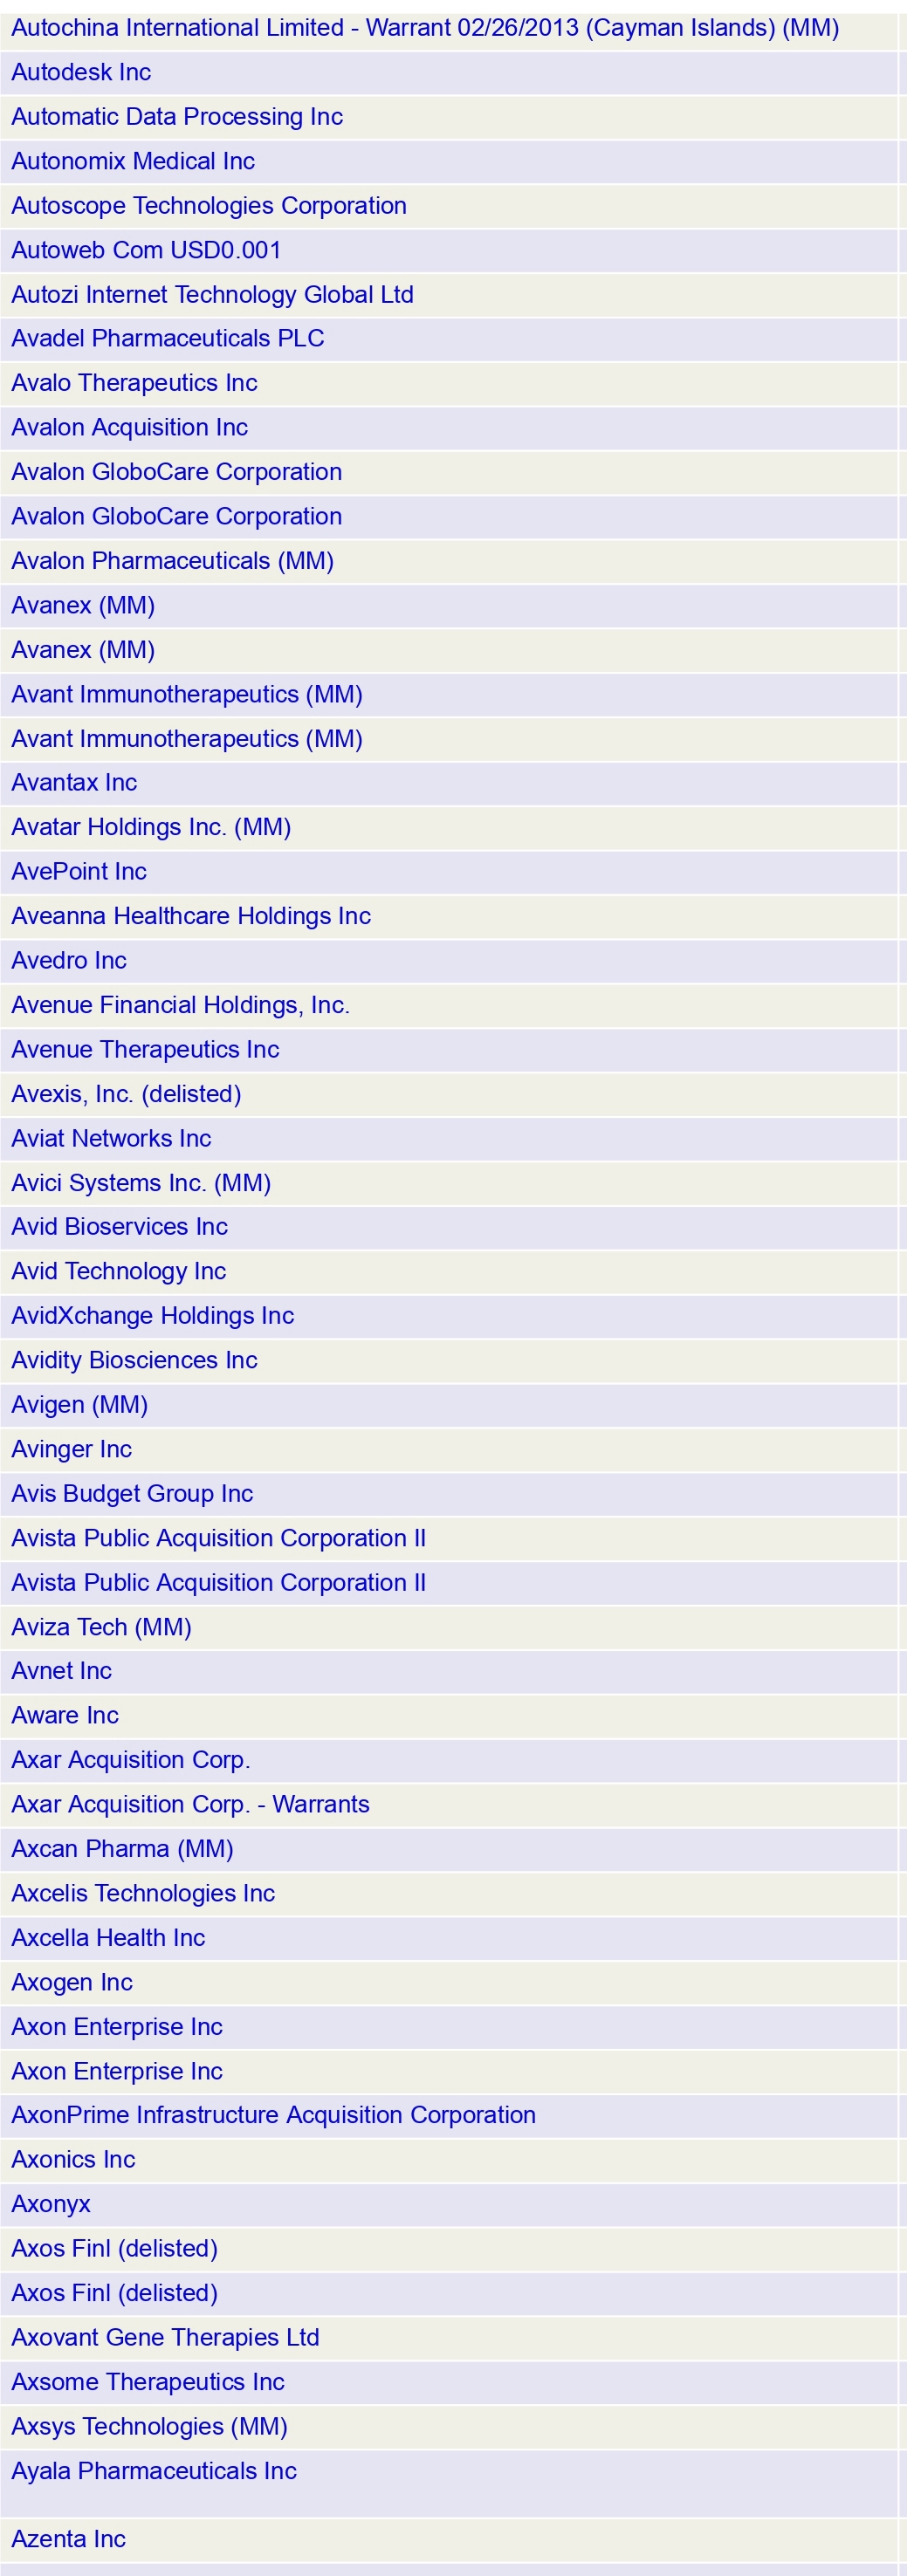 Autochina International Limited - Warrant 02/26/2013 (Cayman Islands) (MM)
Autodesk Inc
Automatic Data Processing Inc
Autonomix Medical Inc
Autoscope Technologies Corporation
Autoweb Com USD0.001
Autozi Internet Technology Global Ltd
Avadel Pharmaceuticals PLC
Avalo Therapeutics Inc
Avalon Acquisition Inc
Avalon GloboCare Corporation
Avalon GloboCare Corporation
Avalon Pharmaceuticals (MM)
Avanex (MM)
Avanex (MM)
Avant Immunotherapeutics (MM)
Avant Immunotherapeutics (MM)
Avantax Inc
Avatar Holdings Inc. (MM)
AvePoint Inc
Aveanna Healthcare Holdings Inc
Avedro Inc
Avenue Financial Holdings, Inc.
Avenue Therapeutics Inc
Avexis, Inc. (delisted)
Aviat Networks Inc
Avici Systems Inc. (MM)
Avid Bioservices Inc
Avid Technology Inc
AvidXchange Holdings Inc
Avidity Biosciences Inc
Avigen (MM)
Avinger Inc
Avis Budget Group Inc
Avista Public Acquisition Corporation II
Avista Public Acquisition Corporation II
Aviza Tech (MM)
Avnet Inc
Aware Inc
Axar Acquisition Corp.
Axar Acquisition Corp. - Warrants
Axcan Pharma (MM)
Axcelis Technologies Inc
Axcella Health Inc
Axogen Inc
Axon Enterprise Inc
Axon Enterprise Inc
AxonPrime Infrastructure Acquisition Corporation
Axonics Inc
Axonyx
Axos Finl (delisted)
Axos Finl (delisted)
Axovant Gene Therapies Ltd
Axsome Therapeutics Inc
Axsys Technologies (MM)
Ayala Pharmaceuticals Inc
Azenta Inc